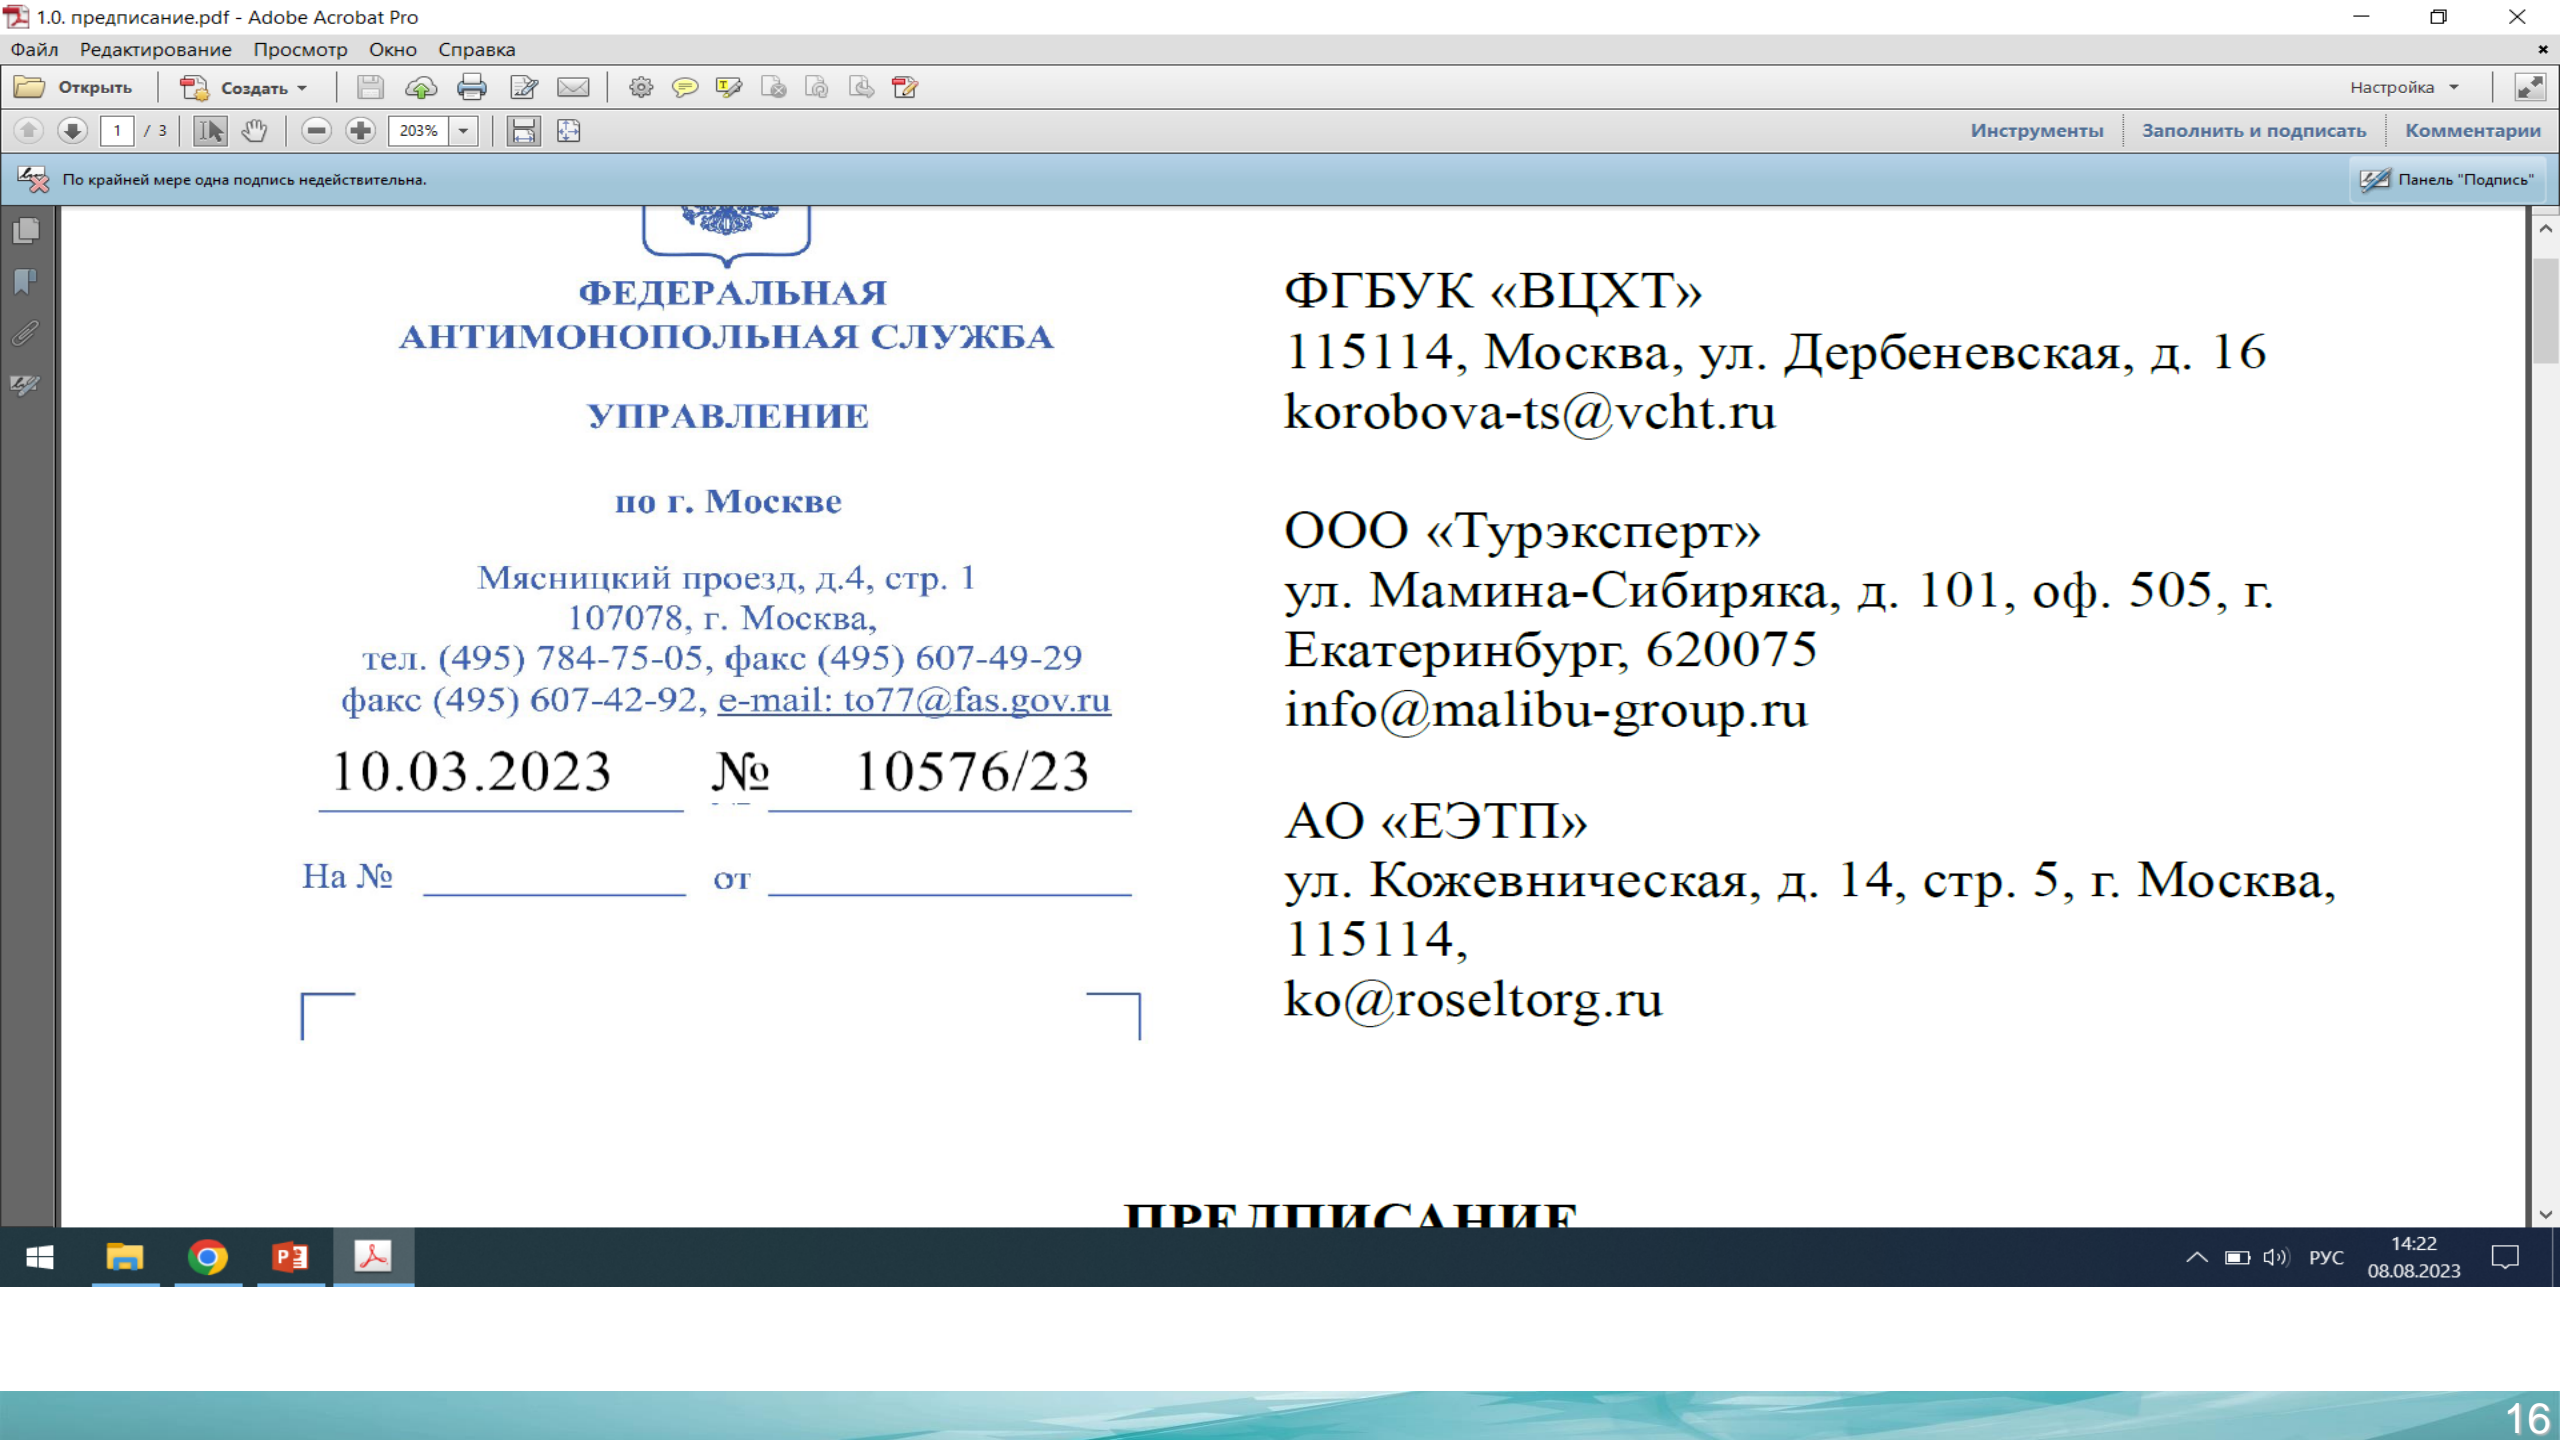 1.0. предписание.pdf - Adobe Acrobat Pro
Файл Редактирование Просмотр Окно Справка
Открыть Создать Настройка
1 / 3 203% Инструменты Заполнить и подписать Комментарии
По крайней мере одна подпись недействительна. Панель "Подпись"
ФЕДЕРАЛЬНАЯ
АНТИМОНОПОЛЬНАЯ СЛУЖБА
УПРАВЛЕНИЕ
по г. Москве
Мясницкий проезд, д.4, стр. 1
107078, г. Москва,
тел. (495) 784-75-05, факс (495) 607-49-29
факс (495) 607-42-92, e-mail: to77@fas.gov.ru
10.03.2023 № 10576/23
На № от
ФГБУК «ВЦХТ»
115114, Москва, ул. Дербеневская, д. 16
korobova-ts@vcht.ru
ООО «Турэксперт»
ул. Мамина-Сибиряка, д. 101, оф. 505, г.
Екатеринбург, 620075
info@malibu-group.ru
АО «ЕЭТП»
ул. Кожевническая, д. 14, стр. 5, г. Москва,
115114,
ko@roseltorg.ru
ПРЕДПИСАНИЕ
РУС
14:22
08.08.2023
16